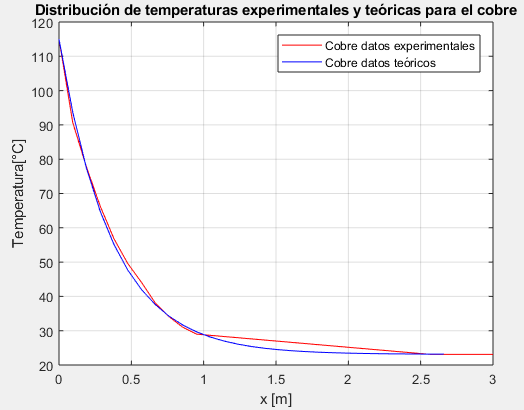 Distribución de temperaturas experimentales y teóricas para el cobre
120
110
100
90
80
70
60
50
40
30
20
Temperatura[°C]
Cobre datos experimentales
Cobre datos teóricos
0 0.5 1 1.5 2 2.5 3
x [m]